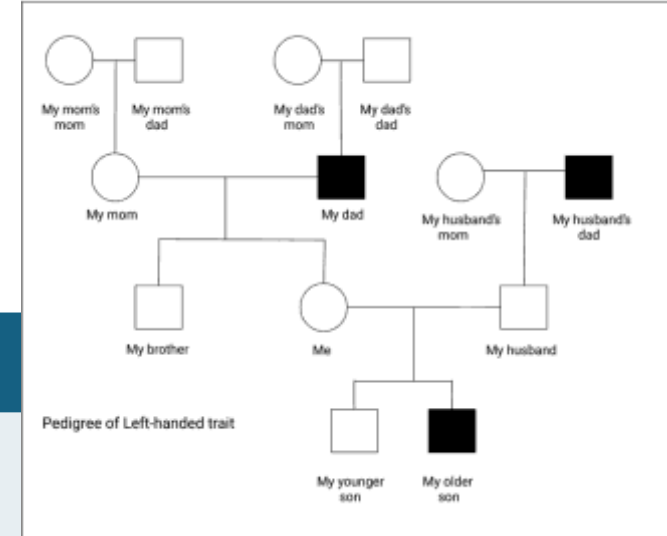 My mom's
mom
My mom's
dad
My dad's
mom
My dad's
dad
My mom
My dad
My husband's
mom
My husband's
dad
My brother
Me
My husband
Pedigree of Left-handed trait
My younger
son
My older
son